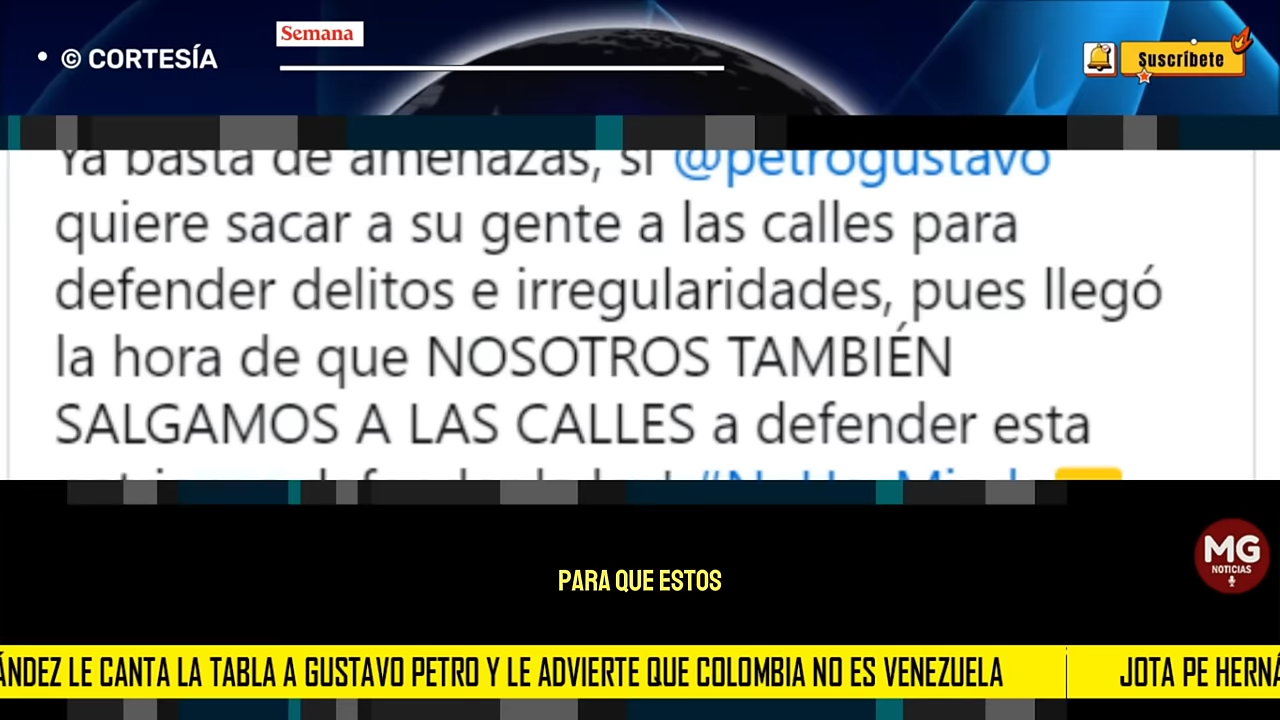 Semana
• © CORTESÍA
Suscríbete
Ya basta de amenazas, si @petrogustavo
quiere sacar a su gente a las calles para
defender delitos e irregularidades, pues llegó
la hora de que NOSOTROS TAMBIÉN
SALGAMOS A LAS CALLES a defender esta
MG
NOTICIAS
PARA QUE ESTOS
ÁNDEZ LE CANTA LA TABLA A GUSTAVO PETRO Y LE ADVIERTE QUE COLOMBIA NO ES VENEZUELA
JOTA PE HERNÁ